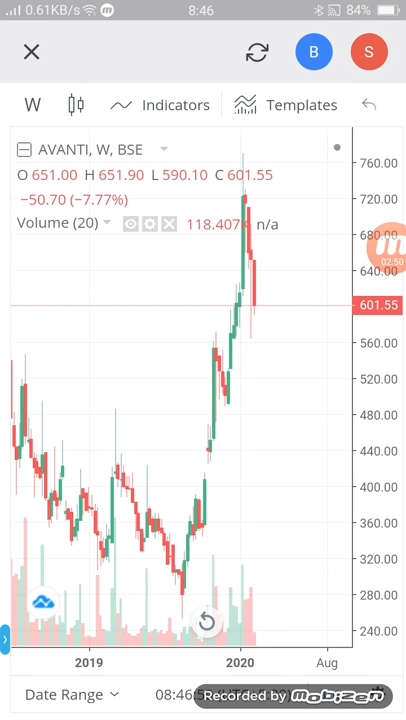 0.61KB/s 8:46 84%
B S
W Indicators Templates
AVANTI, W, BSE
O 651.00 H 651.90 L 590.10 C 601.55
−50.70 (−7.77%)
Volume (20) 118.407K n/a
760.00
720.00
680.00
640.00
02:50
601.55
560.00
520.00
480.00
440.00
400.00
360.00
320.00
280.00
240.00
2019 2020 Aug
Date Range 08:46:5
Recorded by mobizen